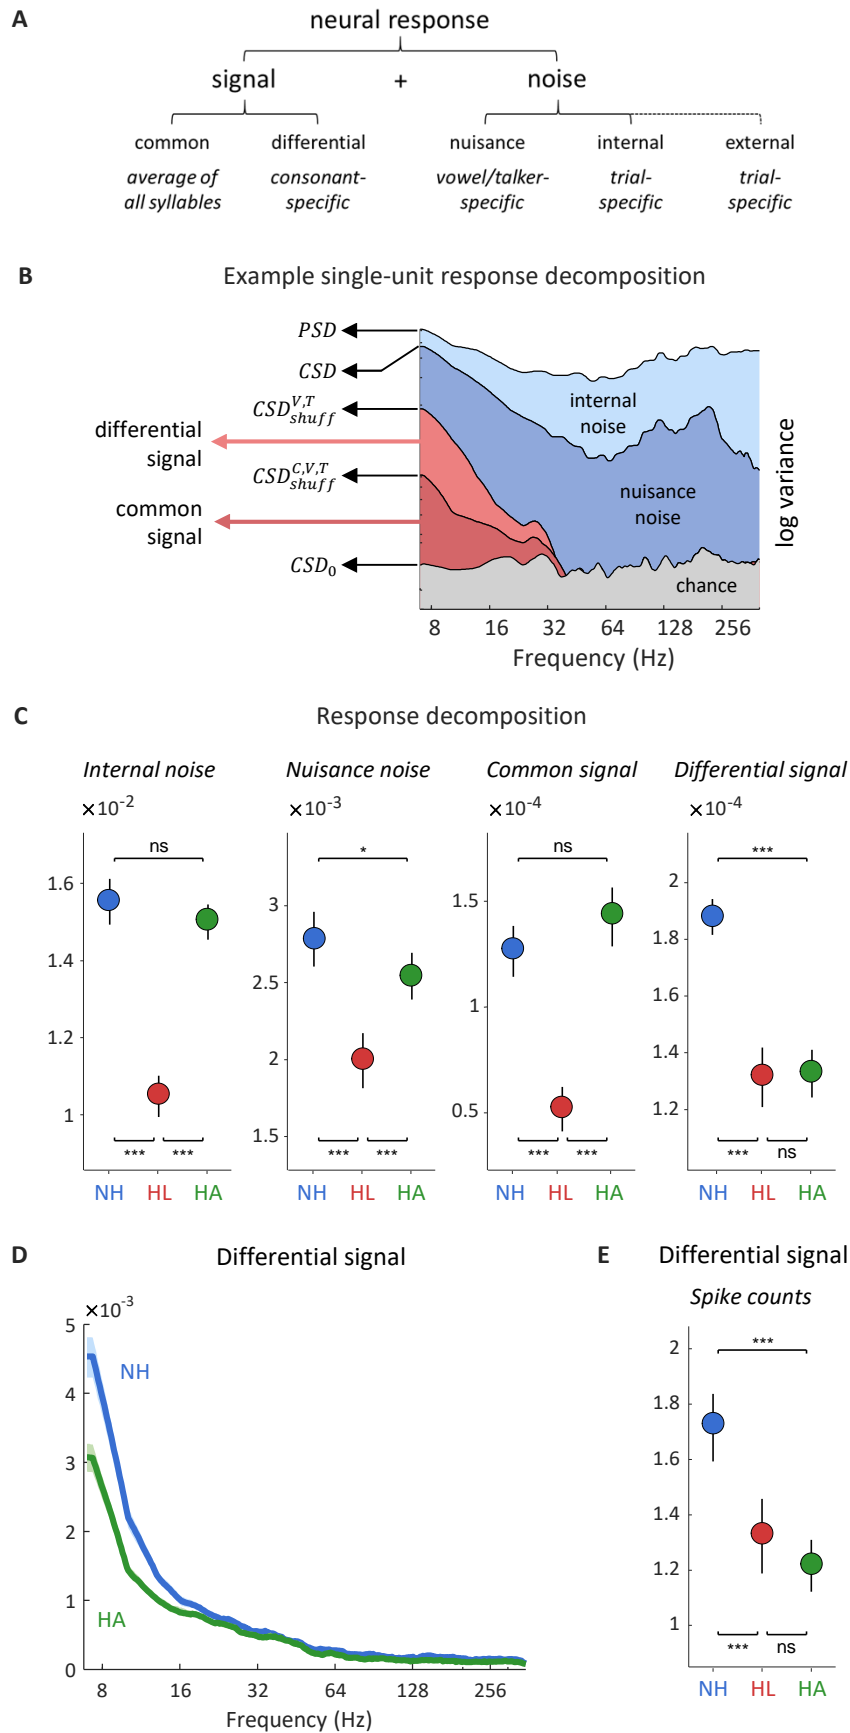 A
neural response
signal + noise
common differential nuisance internal external
average of all syllables consonant-specific vowel/talker-specific trial-specific trial-specific
B Example single-unit response decomposition
PSD
CSD
CSD^{V,T}_{shuff}
differential signal
CSD^{C,V,T}_{shuff}
common signal
CSD_0
internal noise
nuisance noise
chance
log variance
8 16 32 64 128 256
Frequency (Hz)
C Response decomposition
Internal noise
×10^{-2}
ns
1.6
1.4
1.2
1
*** ***
NH HL HA
Nuisance noise
×10^{-3}
*
3
2.5
2
1.5
*** ***
NH HL HA
Common signal
×10^{-4}
ns
1.5
1
0.5
*** ***
NH HL HA
Differential signal
×10^{-4}
***
2
1.8
1.6
1.4
1.2
*** ns
NH HL HA
D Differential signal
×10^{-3}
5
4
3
2
1
0
NH
HA
8 16 32 64 128 256
Frequency (Hz)
E Differential signal
Spike counts
***
2
1.8
1.6
1.4
1.2
1
*** ns
NH HL HA